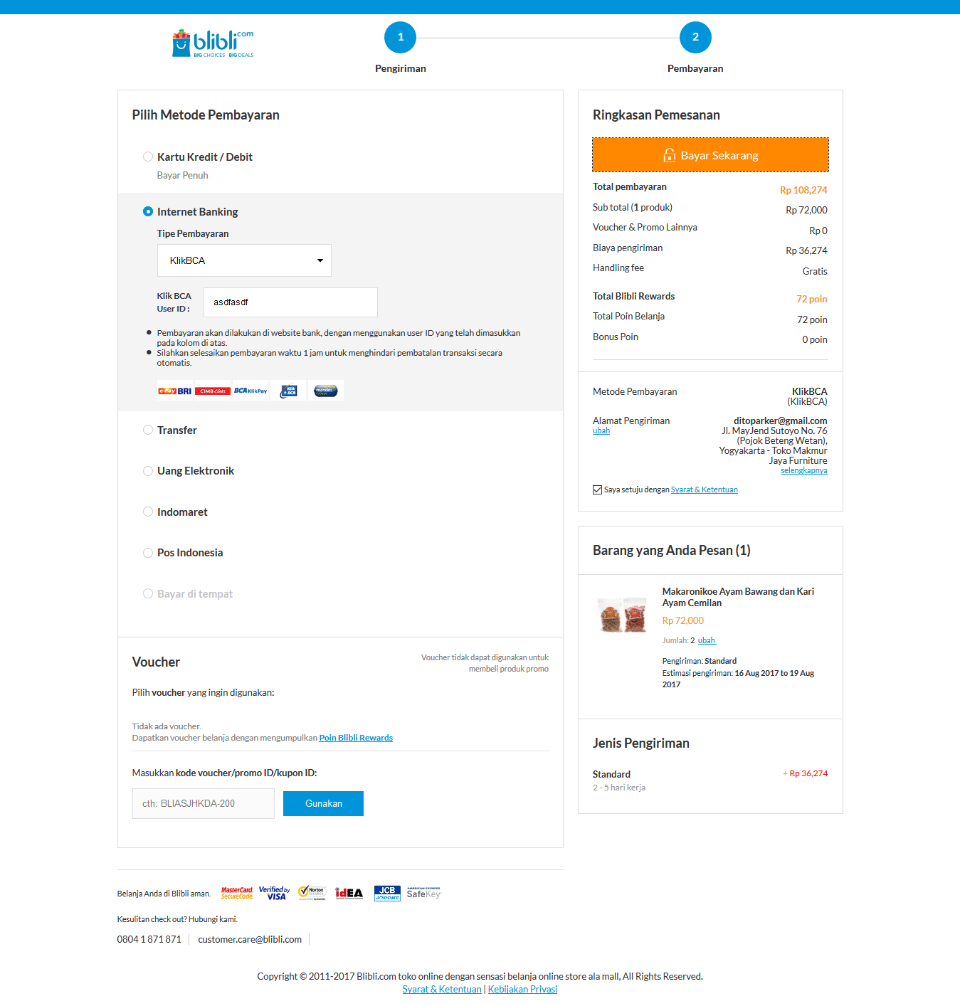 blibli.com
BIG CHOICES BIG DEALS
1
2
Pengiriman
Pembayaran
Pilih Metode Pembayaran
Kartu Kredit / Debit
Bayar Penuh
Internet Banking
Tipe Pembayaran
KlikBCA
Klik BCA
User ID :
asdfasdf
Pembayaran akan dilakukan di website bank, dengan menggunakan user ID yang telah dimasukkan
pada kolom di atas.
Silahkan selesaikan pembayaran waktu 1 jam untuk menghindari pembatalan transaksi secara
otomatis.
e-Pay BRI CIMB Clicks BCA KlikPay
Transfer
Uang Elektronik
Indomaret
Pos Indonesia
Bayar di tempat
Voucher
Voucher tidak dapat digunakan untuk
membeli produk promo
Pilih voucher yang ingin digunakan:
Tidak ada voucher.
Dapatkan voucher belanja dengan mengumpulkan Poin Blibli Rewards
Masukkan kode voucher/promo ID/kupon ID:
cth: BLIASJHKDA-200
Gunakan
Ringkasan Pemesanan
Bayar Sekarang
Total pembayaran Rp 108,274
Sub total (1 produk) Rp 72,000
Voucher & Promo Lainnya Rp 0
Biaya pengiriman Rp 36,274
Handling fee Gratis
Total Blibli Rewards 72 poin
Total Poin Belanja 72 poin
Bonus Poin 0 poin
Metode Pembayaran KlikBCA
(KlikBCA)
Alamat Pengiriman ditoparker@gmail.com
ubah Jl. MayJend Sutoyo No. 76
(Pojok Beteng Wetan),
Yogyakarta - Toko Makmur
Jaya Furniture
selengkapnya
Saya setuju dengan Syarat & Ketentuan
Barang yang Anda Pesan (1)
Makaronikoe Ayam Bawang dan Kari
Ayam Cemilan
Rp 72,000
Jumlah: 2 ubah
Pengiriman: Standard
Estimasi pengiriman: 16 Aug 2017 to 19 Aug
2017
Jenis Pengiriman
Standard + Rp 36,274
2 - 5 hari kerja
Belanja Anda di Blibli aman. MasterCard SecureCode Verified by VISA Norton idEA JCB J/Secure AMERICAN EXPRESS SafeKey
Kesulitan check out? Hubungi kami.
0804 1 871 871 customer.care@blibli.com
Copyright © 2011-2017 Blibli.com toko online dengan sensasi belanja online store ala mall, All Rights Reserved.
Syarat & Ketentuan | Kebijakan Privasi